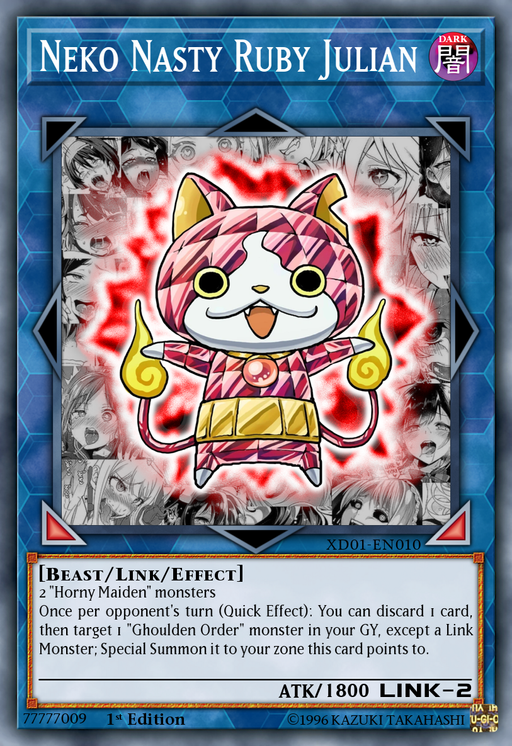 Neko Nasty Ruby Julian
DARK
闇
XD01-EN010
[Beast/Link/Effect]
2 "Horny Maiden" monsters
Once per opponent's turn (Quick Effect): You can discard 1 card,
then target 1 "Ghoulden Order" monster in your GY, except a Link
Monster; Special Summon it to your zone this card points to.
ATK/1800 LINK-2
77777009 1st Edition ©1996 KAZUKI TAKAHASHI